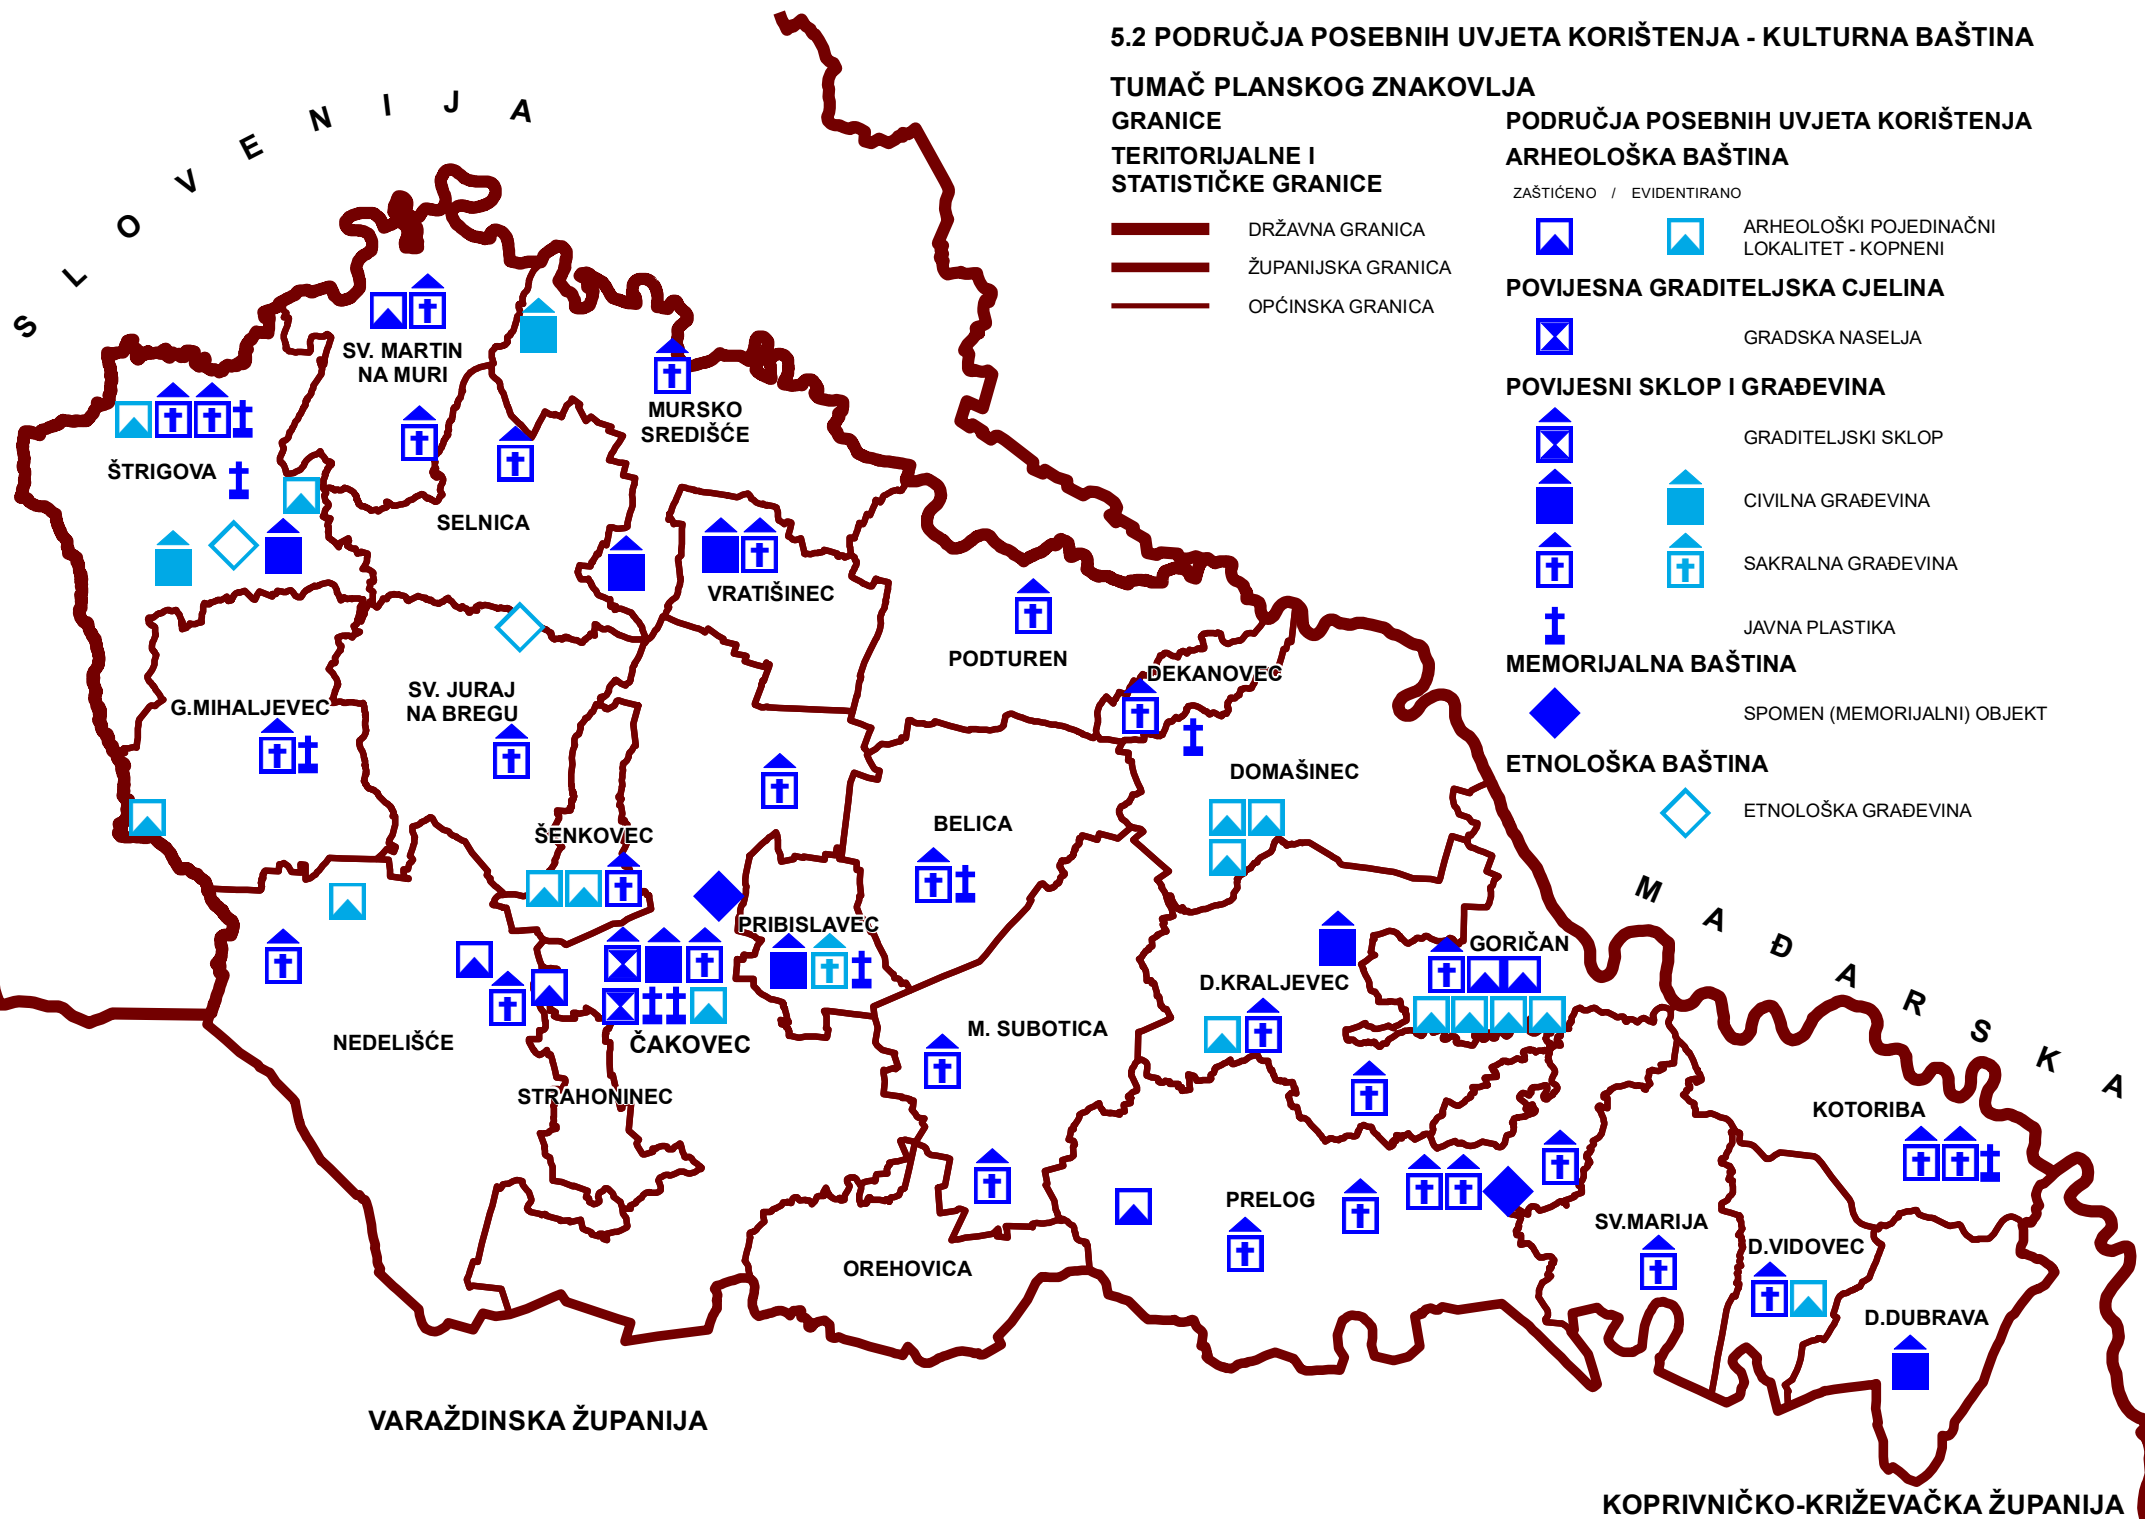 5.2 PODRUČJA POSEBNIH UVJETA KORIŠTENJA - KULTURNA BAŠTINA
TUMAČ PLANSKOG ZNAKOVLJA
GRANICE
TERITORIJALNE I
STATISTIČKE GRANICE
DRŽAVNA GRANICA
ŽUPANIJSKA GRANICA
OPĆINSKA GRANICA
PODRUČJA POSEBNIH UVJETA KORIŠTENJA
ARHEOLOŠKA BAŠTINA
ZAŠTIĆENO / EVIDENTIRANO
ARHEOLOŠKI POJEDINAČNI
LOKALITET - KOPNENI
POVIJESNA GRADITELJSKA CJELINA
GRADSKA NASELJA
POVIJESNI SKLOP I GRAĐEVINA
GRADITELJSKI SKLOP
CIVILNA GRAĐEVINA
SAKRALNA GRAĐEVINA
JAVNA PLASTIKA
MEMORIJALNA BAŠTINA
SPOMEN (MEMORIJALNI) OBJEKT
ETNOLOŠKA BAŠTINA
ETNOLOŠKA GRAĐEVINA
SLOVENIJA
SV. MARTIN
NA MURI
MURSKO
SREDIŠĆE
ŠTRIGOVA
SELNICA
VRATIŠINEC
PODTUREN
DEKANOVEC
G.MIHALJEVEC
SV. JURAJ
NA BREGU
DOMAŠINEC
BELICA
ŠENKOVEC
MAĐARSKA
PRIBISLAVEC
GORIČAN
D.KRALJEVEC
M. SUBOTICA
NEDELIŠĆE
ČAKOVEC
STRAHONINEC
KOTORIBA
PRELOG
SV.MARIJA
D.VIDOVEC
OREHOVICA
D.DUBRAVA
VARAŽDINSKA ŽUPANIJA
KOPRIVNIČKO-KRIŽEVAČKA ŽUPANIJA